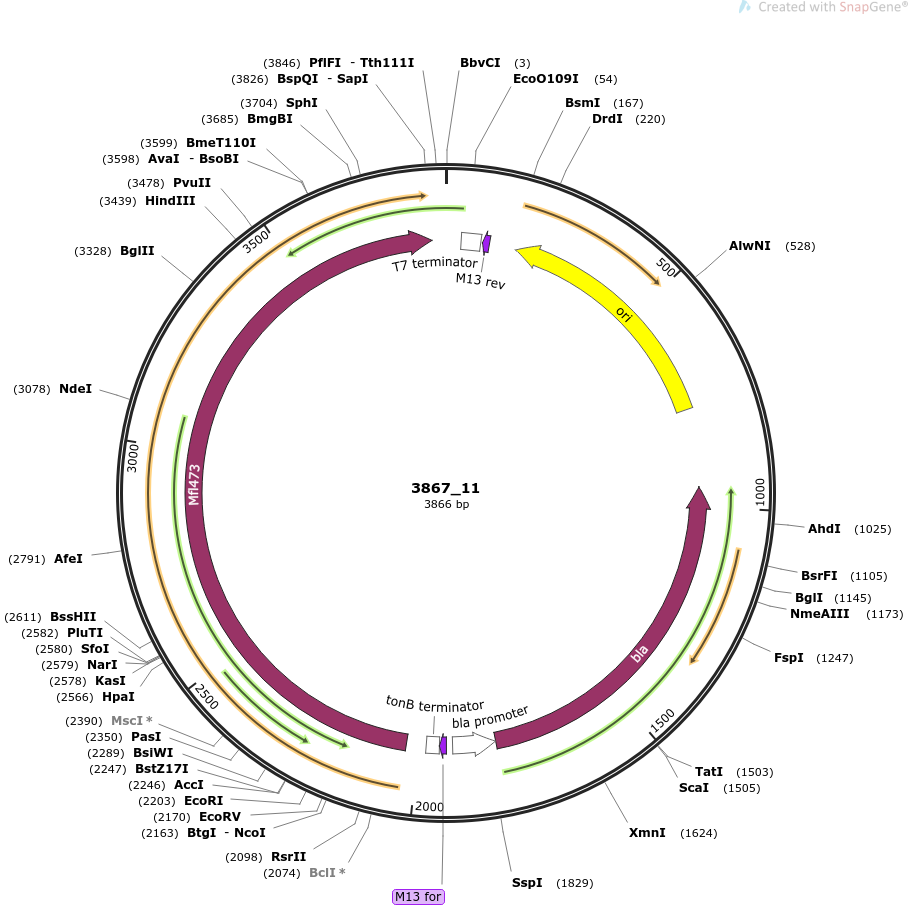 Created with SnapGene®
(3846) PflFI - Tth111I
BbvCI (3)
(3826) BspQI - SapI
EcoO109I (54)
(3704) SphI
BsmI (167)
(3685) BmgBI
DrdI (220)
(3599) BmeT110I
(3598) AvaI - BsoBI
(3478) PvuII
(3439) HindIII
(3328) BglII
AlwNI (528)
3500
500
T7 terminator
M13 rev
ori
(3078) NdeI
3000
Mfl473
3867_11
3866 bp
1000
AhdI (1025)
(2791) AfeI
BsrFI (1105)
BglI (1145)
NmeAIII (1173)
(2611) BssHII
(2582) PluTI
(2580) SfoI
(2579) NarI
(2578) KasI
(2566) HpaI
bla
FspI (1247)
2500
tonB terminator
bla promoter
1500
(2390) MscI *
(2350) PasI
(2289) BsiWI
(2247) BstZ17I
(2246) AccI
(2203) EcoRI
(2170) EcoRV
(2163) BtgI - NcoI
(2098) RsrII
(2074) BclI *
2000
TatI (1503)
ScaI (1505)
XmnI (1624)
SspI (1829)
M13 for